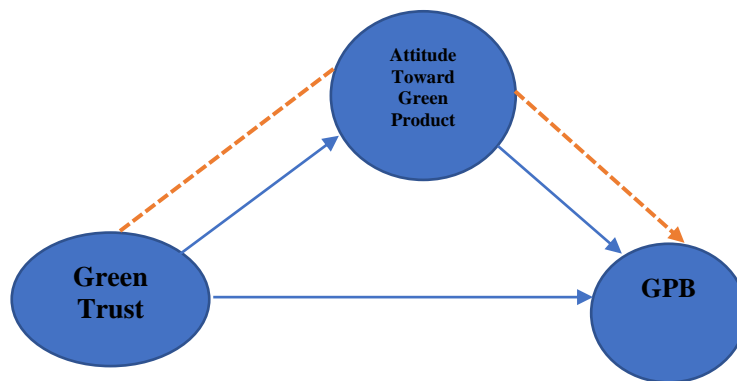 Attitude
Toward
Green
Product
Green
Trust
GPB